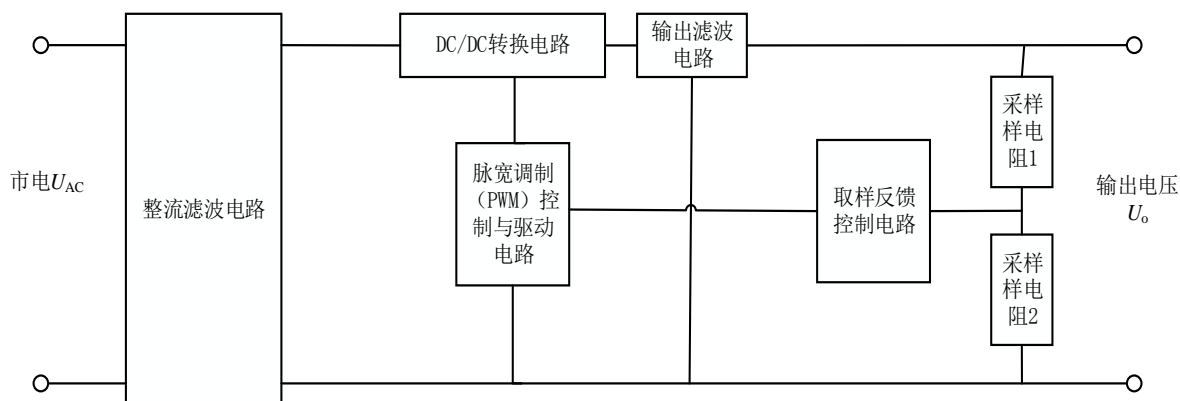 市电UAC
整流滤波电路
DC/DC转换电路
脉宽调制
（PWM）控
制与驱动
电路
输出滤波
电路
取样反馈
控制电路
采样
样电
阻1
采样
样电
阻2
输出电压
Uo